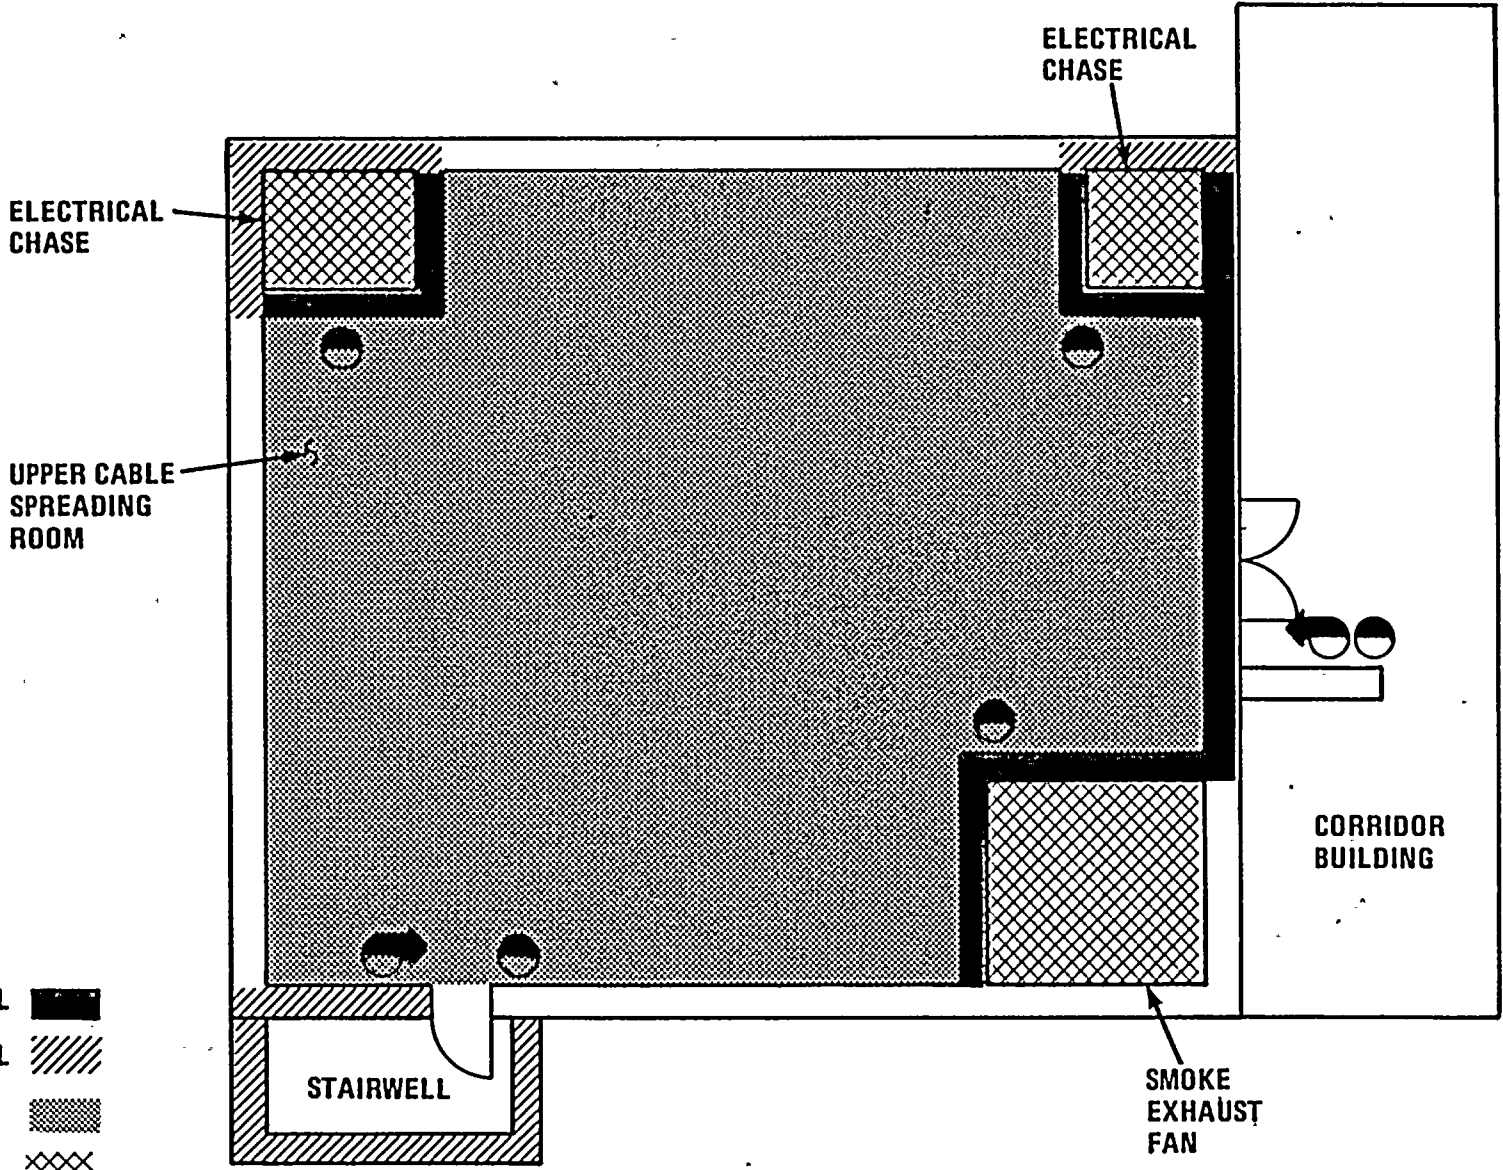 ELECTRICAL
CHASE
ELECTRICAL
CHASE
UPPER CABLE
SPREADING
ROOM
CORRIDOR
BUILDING
STAIRWELL
SMOKE
EXHAUST
FAN